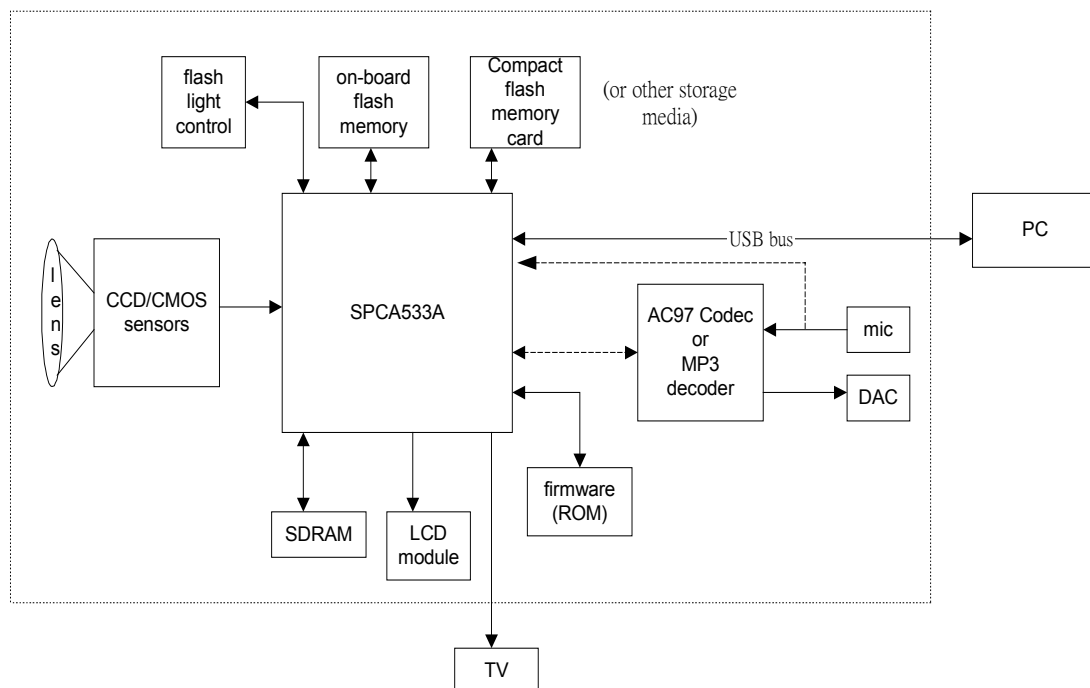 flash
light
control
on-board
flash
memory
Compact
flash
memory
card
(or other storage
media)
lens
CCD/CMOS
sensors
SPCA533A
USB bus
PC
AC97 Codec
or
MP3
decoder
mic
DAC
firmware
(ROM)
SDRAM
LCD
module
TV